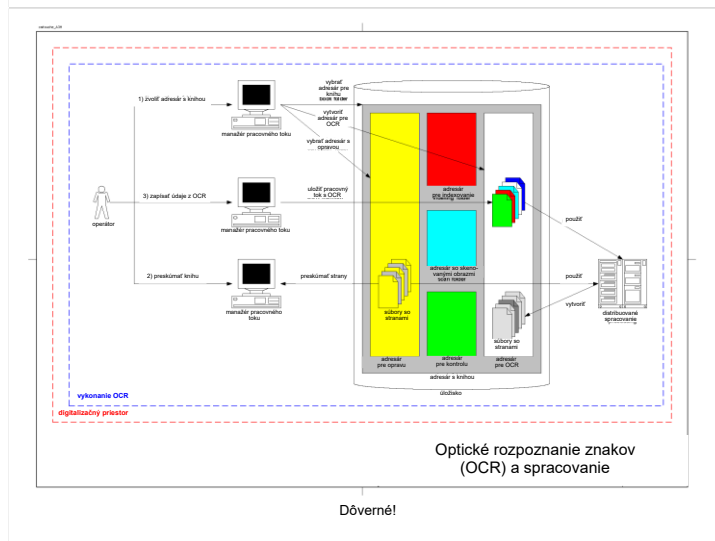 1) žvoliť adresár s knihou
manažér pracovného toku
vybrať
adresár pre
knihu
vytvoriť
adresár pre
OCR
vybrať adresár s
opravou
3) zapísať údaje z OCR
operátor
manažér pracovného toku
uložiť pracovný
tok s OCR
adresár
pre indexovanie
použiť
2) preskúmať knihu
manažér pracovného
toku
preskúmať strany
adresár so skeno-
vanými obrazmi
scan folder
súbory so
stranami
použiť
vytvoriť
distribuované
spracovanie
súbory so
stranami
adresár
pre opravu
adresár
pre kontrolu
adresár
pre OCR
adresár s knihou
úložisko
vykonanie OCR
digitalizačný priestor
Optické rozpoznanie znakov
(OCR) a spracovanie
Dôverné!